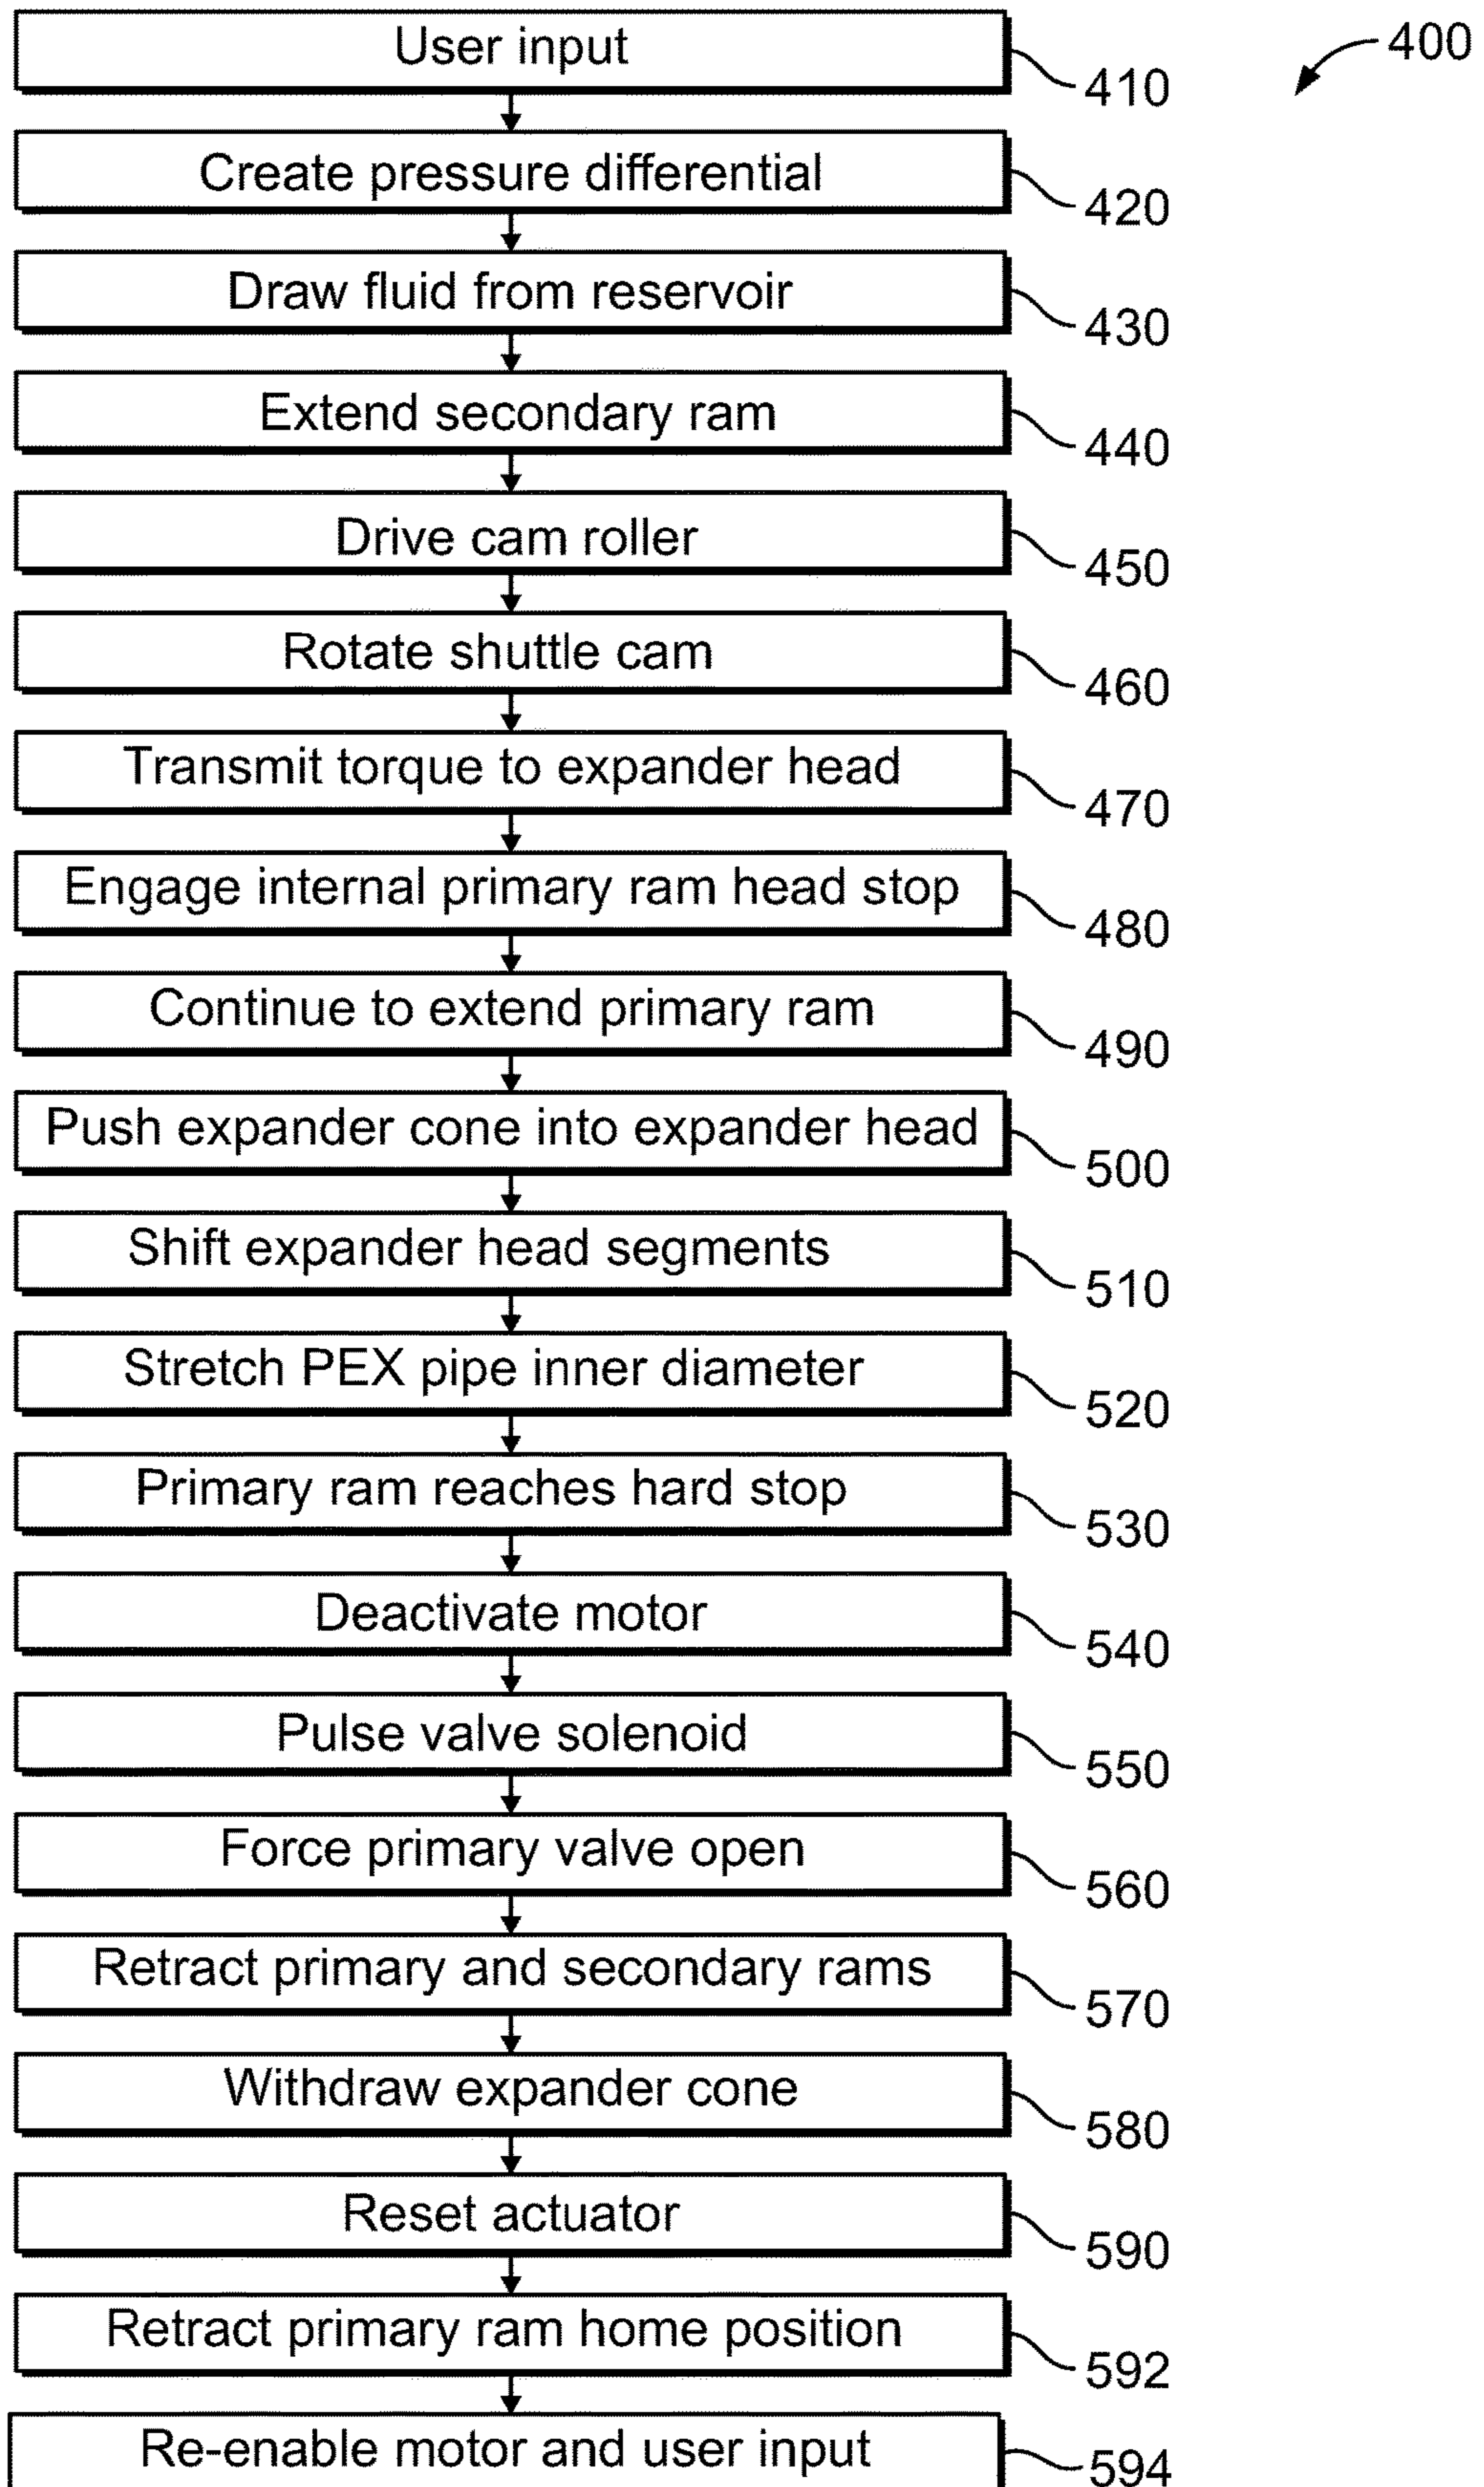 User input
400
410
Create pressure differential
420
Draw fluid from reservoir
430
Extend secondary ram
440
Drive cam roller
450
Rotate shuttle cam
460
Transmit torque to expander head
470
Engage internal primary ram head stop
480
Continue to extend primary ram
490
Push expander cone into expander head
500
Shift expander head segments
510
Stretch PEX pipe inner diameter
520
Primary ram reaches hard stop
530
Deactivate motor
540
Pulse valve solenoid
550
Force primary valve open
560
Retract primary and secondary rams
570
Withdraw expander cone
580
Reset actuator
590
Retract primary ram home position
592
Re-enable motor and user input
594